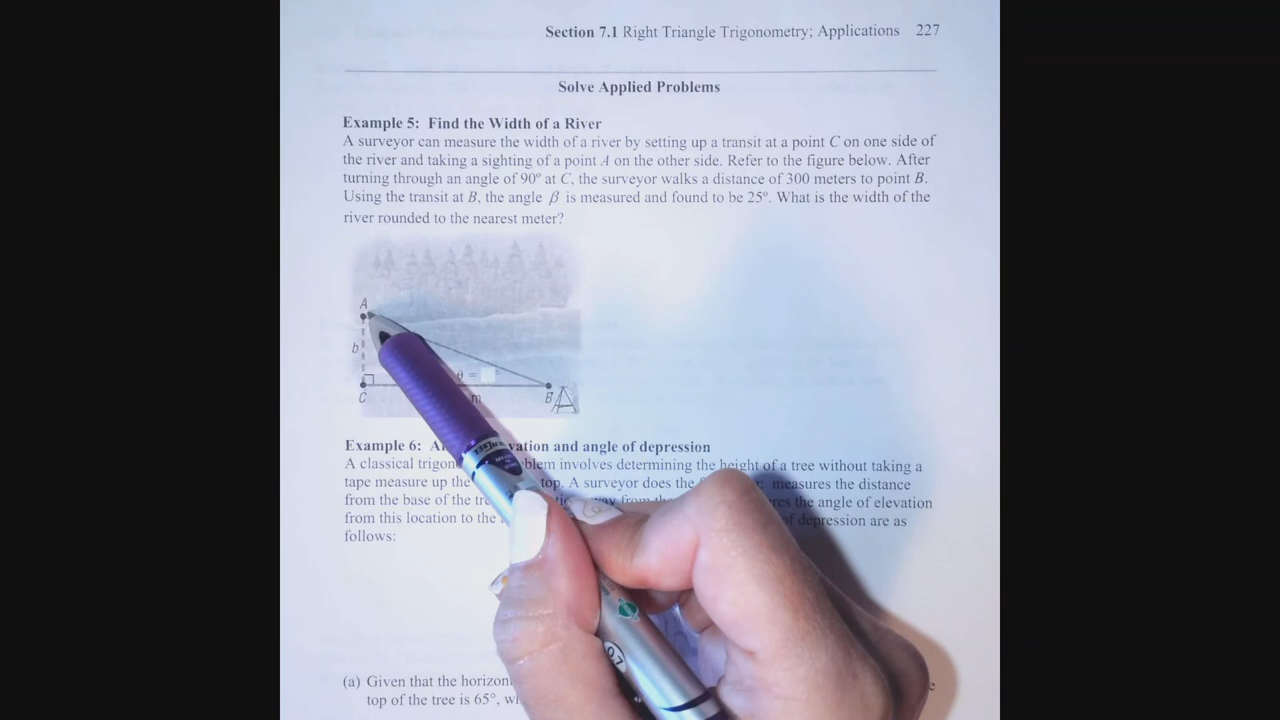 Section 7.1 Right Triangle Trigonometry; Applications 227
Solve Applied Problems
Example 5: Find the Width of a River
A surveyor can measure the width of a river by setting up a transit at a point C on one side of
the river and taking a sighting of a point A on the other side. Refer to the figure below. After
turning through an angle of 90° at C, the surveyor walks a distance of 300 meters to point B.
Using the transit at B, the angle β is measured and found to be 25°. What is the width of the
river rounded to the nearest meter?
A
b
θ =
C
m
B
Example 6: vation and angle of depression
A classical trigon blem involves determining the height of a tree without taking a
tape measure up the top. A surveyor does the measures the distance
from the base of the the angle of elevation
from this location to the of depression are as
follows:
(a) Given that the horizon
top of the tree is 65°,
0.7